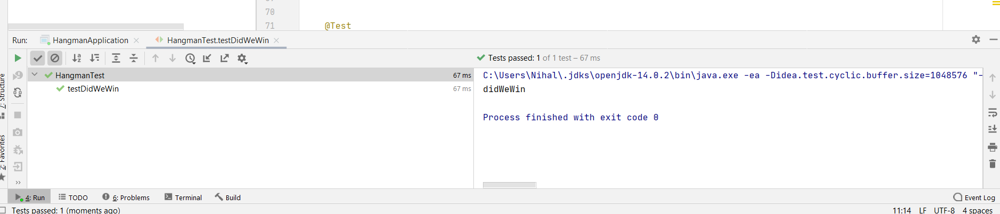 70
71 @Test
Run: HangmanApplication HangmanTest.testDidWeWin
Tests passed: 1 of 1 test – 67 ms
HangmanTest 67 ms
testDidWeWin 67 ms
C:\Users\Nihal\.jdks\openjdk-14.0.2\bin\java.exe -ea -Didea.test.cyclic.buffer.size=1048576 "-
didWeWin
Process finished with exit code 0
7: Structure
2: Favorites
4: Run TODO 6: Problems Terminal Build Event Log
Tests passed: 1 (moments ago) 11:14 LF UTF-8 4 spaces